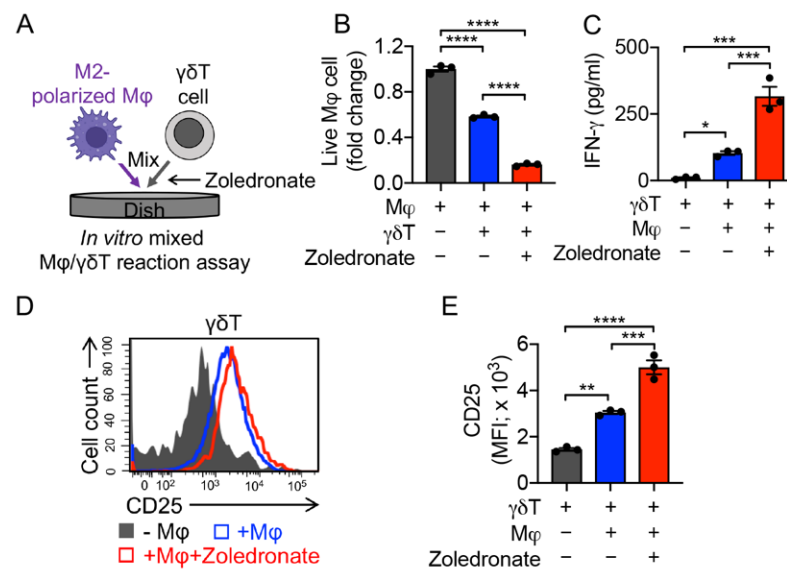 A
M2-
polarized Mφ
γδT
cell
Mix
Zoledronate
Dish
In vitro mixed
Mφ/γδT reaction assay
B
Live Mφ cell
(fold change)
1.2
0.8
0.4
0.0
****
****
****
Mφ + + +
γδT − + +
Zoledronate − − +
C
IFN-γ (pg/ml)
500
250
0
***
***
*
γδT + + +
Mφ − + +
Zoledronate − − +
D
γδT
Cell count
100
80
60
40
20
0
0 10² 10³ 10⁴ 10⁵
CD25
- Mφ +Mφ
+Mφ+Zoledronate
E
CD25
(MFI; x 10³)
6
4
2
0
****
***
**
γδT + + +
Mφ − + +
Zoledronate − − +